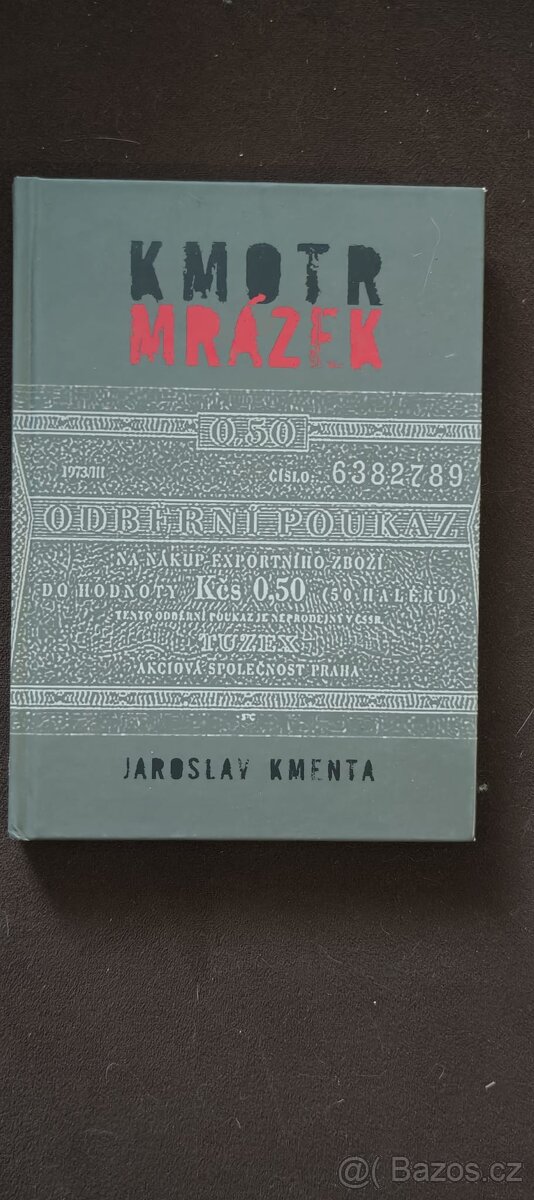 KMOTR
MRÁZEK
0,50
1973/III
ČÍSLO: 6382789
ODBĚRNÍ POUKAZ
NA NÁKUP EXPORTNÍHO ZBOŽÍ
DO HODNOTY Kčs 0,50 (50 HALÉŘŮ)
TENTO ODBĚRNÍ POUKAZ JE NEPRODEJNÝ V ČSSR.
TUZEX
AKCIOVÁ SPOLEČNOST PRAHA
JAROSLAV KMENTA
@( Bazos.cz